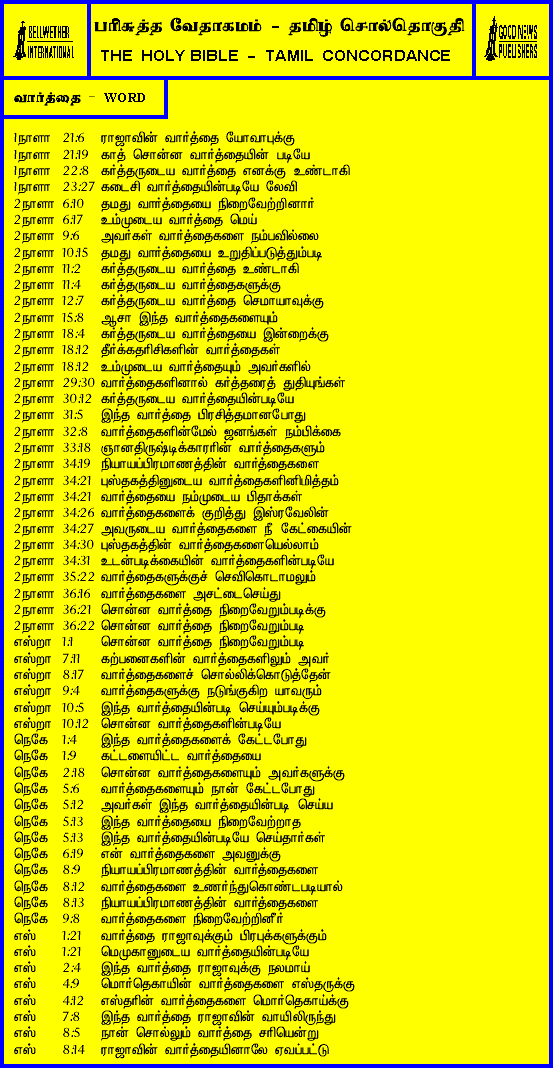 BELLWETHER
INTERNATIONAL
பரிசுத்த வேதாகமம் - தமிழ் சொல்தொகுதி
THE HOLY BIBLE - TAMIL CONCORDANCE
GOOD NEWS
PUBLISHERS
வார்த்தை - WORD
1நாளா 21:6 ராஜாவின் வார்த்தை யோவாபுக்கு
1நாளா 21:19 காத் சொன்ன வார்த்தையின் படியே
1நாளா 22:8 கர்த்தருடைய வார்த்தை எனக்கு உண்டாகி
1நாளா 23:27 கடைசி வார்த்தையின்படியே லேவி
2நாளா 6:10 தமது வார்த்தையை நிறைவேற்றினார்
2நாளா 6:17 உம்முடைய வார்த்தை மெய்
2நாளா 9:6 அவர்கள் வார்த்தைகளை நம்பவில்லை
2நாளா 10:15 தமது வார்த்தையை உறுதிப்படுத்தும்படி
2நாளா 11:2 கர்த்தருடைய வார்த்தை உண்டாகி
2நாளா 11:4 கர்த்தருடைய வார்த்தைகளுக்கு
2நாளா 12:7 கர்த்தருடைய வார்த்தை செமாயாவுக்கு
2நாளா 15:8 ஆசா இந்த வார்த்தைகளையும்
2நாளா 18:4 கர்த்தருடைய வார்த்தையை இன்றைக்கு
2நாளா 18:12 தீர்க்கதரிசிகளின் வார்த்தைகள்
2நாளா 18:12 உம்முடைய வார்த்தையும் அவர்களில்
2நாளா 29:30 வார்த்தைகளினால் கர்த்தரைத் துதியுங்கள்
2நாளா 30:12 கர்த்தருடைய வார்த்தையின்படியே
2நாளா 31:5 இந்த வார்த்தை பிரசித்தமானபோது
2நாளா 32:8 வார்த்தைகளின்மேல் ஜனங்கள் நம்பிக்கை
2நாளா 33:18 ஞானதிருஷ்டிக்காரரின் வார்த்தைகளும்
2நாளா 34:19 நியாயப்பிரமாணத்தின் வார்த்தைகளை
2நாளா 34:21 புஸ்தகத்தினுடைய வார்த்தைகளினிமித்தம்
2நாளா 34:21 வார்த்தையை நம்முடைய பிதாக்கள்
2நாளா 34:26 வார்த்தைகளைக் குறித்து இஸ்ரவேலின்
2நாளா 34:27 அவருடைய வார்த்தைகளை நீ கேட்கையின்
2நாளா 34:30 புஸ்தகத்தின் வார்த்தைகளையெல்லாம்
2நாளா 34:31 உடன்படிக்கையின் வார்த்தைகளின்படியே
2நாளா 35:22 வார்த்தைகளுக்குச் செவிகொடாமலும்
2நாளா 36:16 வார்த்தைகளை அசட்டைசெய்து
2நாளா 36:21 சொன்ன வார்த்தை நிறைவேறும்படிக்கு
2நாளா 36:22 சொன்ன வார்த்தை நிறைவேறும்படி
எஸ்றா 1:1 சொன்ன வார்த்தை நிறைவேறும்படி
எஸ்றா 7:11 கற்பனைகளின் வார்த்தைகளிலும் அவர்
எஸ்றா 8:17 வார்த்தைகளைச் சொல்லிக்கொடுத்தேன்
எஸ்றா 9:4 வார்த்தைகளுக்கு நடுங்குகிற யாவரும்
எஸ்றா 10:5 இந்த வார்த்தையின்படி செய்யும்படிக்கு
எஸ்றா 10:12 சொன்ன வார்த்தைகளின்படியே
நெகே 1:4 இந்த வார்த்தைகளைக் கேட்டபோது
நெகே 1:9 கட்டளையிட்ட வார்த்தையை
நெகே 2:18 சொன்ன வார்த்தைகளையும் அவர்களுக்கு
நெகே 5:6 வார்த்தைகளையும் நான் கேட்டபோது
நெகே 5:12 அவர்கள் இந்த வார்த்தையின்படி செய்ய
நெகே 5:13 இந்த வார்த்தையை நிறைவேற்றாத
நெகே 5:13 இந்த வார்த்தையின்படியே செய்தார்கள்
நெகே 6:19 என் வார்த்தைகளை அவனுக்கு
நெகே 8:9 நியாயப்பிரமாணத்தின் வார்த்தைகளை
நெகே 8:12 வார்த்தைகளை உணர்ந்துகொண்டபடியால்
நெகே 8:13 நியாயப்பிரமாணத்தின் வார்த்தைகளை
நெகே 9:8 வார்த்தைகளை நிறைவேற்றினீர்
எஸ் 1:21 வார்த்தை ராஜாவுக்கும் பிரபுக்களுக்கும்
எஸ் 1:21 மெமுகானுடைய வார்த்தையின்படியே
எஸ் 2:4 இந்த வார்த்தை ராஜாவுக்கு நலமாய்
எஸ் 4:9 மொர்தெகாயின் வார்த்தைகளை எஸ்தருக்கு
எஸ் 4:12 எஸ்தரின் வார்த்தைகளை மொர்தெகாய்க்கு
எஸ் 7:8 இந்த வார்த்தை ராஜாவின் வாயிலிருந்து
எஸ் 8:5 நான் சொல்லும் வார்த்தை சரியென்று
எஸ் 8:14 ராஜாவின் வார்த்தையினாலே ஏவப்பட்டு